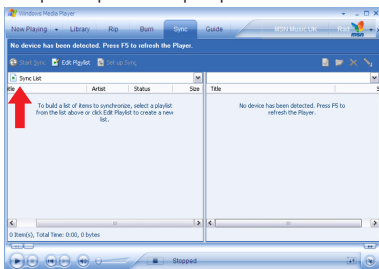 Windows Media Player
Now Playing Library Rip Burn Sync Guide MSN Music UK Radio msn
No device has been detected. Press F5 to refresh the Player.
Start Sync Edit Playlist Set up Sync
Sync List
Title Artist Status Size Title S
To build a list of items to synchronize, select a playlist
from the list above or click Edit Playlist to create a new
list.
No device has been detected. Press F5 to
refresh the Player.
0 Item(s), Total Time: 0:00, 0 bytes
Stopped